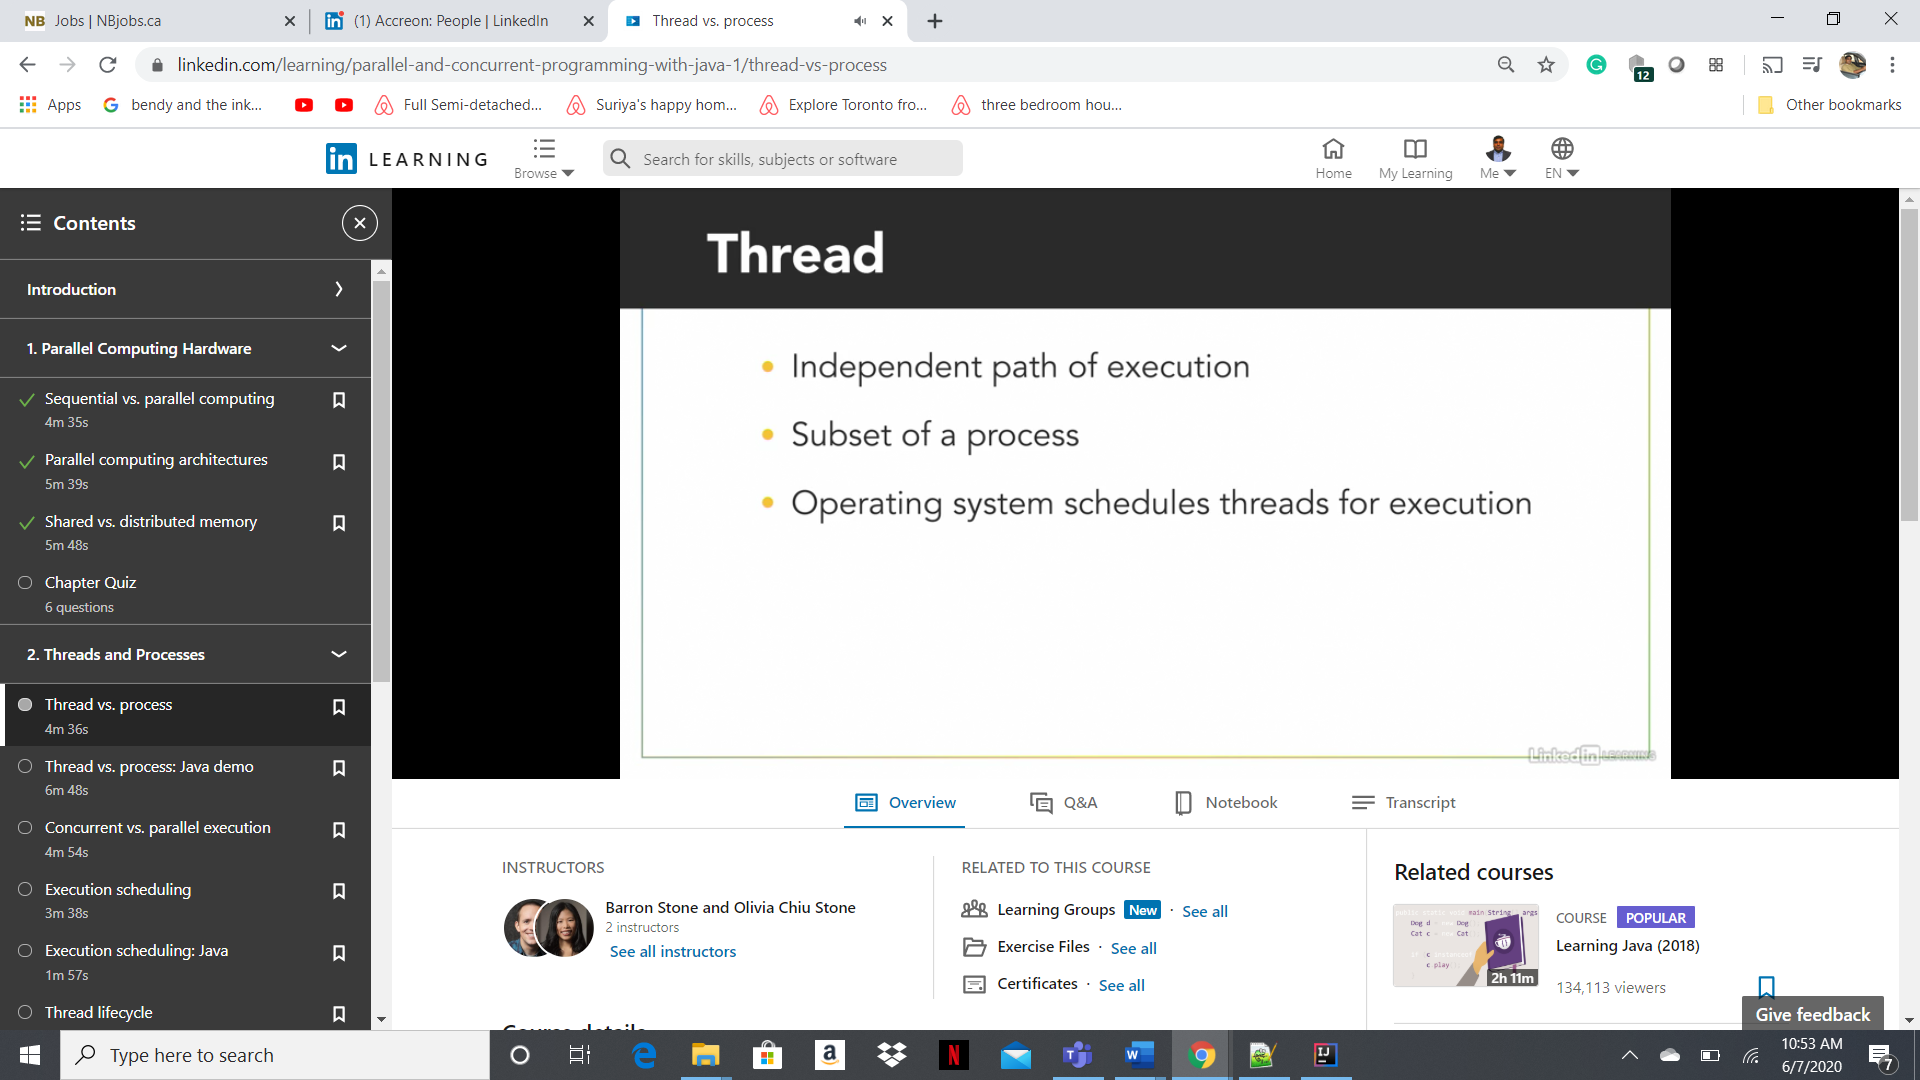 NB Jobs | NBjobs.ca
(1) Accreon: People | LinkedIn
Thread vs. process
linkedin.com/learning/parallel-and-concurrent-programming-with-java-1/thread-vs-process
12
Apps
bendy and the ink...
Full Semi-detached...
Suriya's happy hom...
Explore Toronto fro...
three bedroom hou...
Other bookmarks
in LEARNING
Browse
Search for skills, subjects or software
Home
My Learning
Me
EN
Contents
Introduction
1. Parallel Computing Hardware
Sequential vs. parallel computing
4m 35s
Parallel computing architectures
5m 39s
Shared vs. distributed memory
5m 48s
Chapter Quiz
6 questions
2. Threads and Processes
Thread vs. process
4m 36s
Thread vs. process: Java demo
6m 48s
Concurrent vs. parallel execution
4m 54s
Execution scheduling
3m 38s
Execution scheduling: Java
1m 57s
Thread lifecycle
Thread
• Independent path of execution
• Subset of a process
• Operating system schedules threads for execution
LinkedIn LEARNING
Overview
Q&A
Notebook
Transcript
INSTRUCTORS
Barron Stone and Olivia Chiu Stone
2 instructors
See all instructors
RELATED TO THIS COURSE
Learning Groups New · See all
Exercise Files · See all
Certificates · See all
Related courses
2h 11m
COURSE POPULAR
Learning Java (2018)
134,113 viewers
Give feedback
Type here to search
10:53 AM
6/7/2020
7